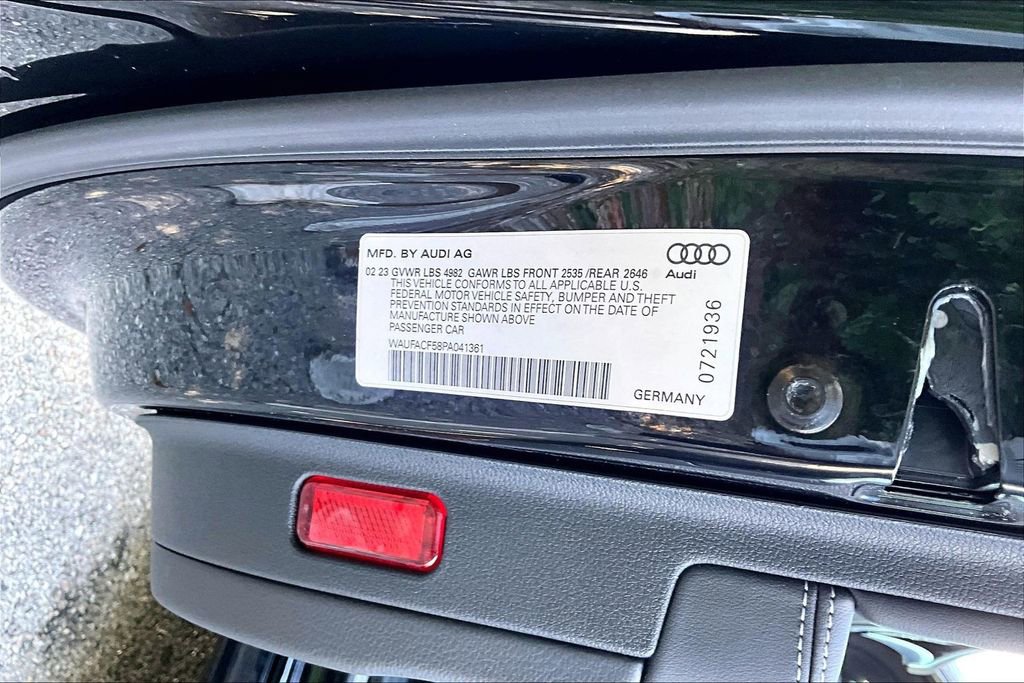 MFD. BY AUDI AG
Audi
02 23 GVWR LBS 4982 GAWR LBS FRONT 2535 /REAR 2646
THIS VEHICLE CONFORMS TO ALL APPLICABLE U.S.
FEDERAL MOTOR VEHICLE SAFETY, BUMPER AND THEFT
PREVENTION STANDARDS IN EFFECT ON THE DATE OF
MANUFACTURE SHOWN ABOVE
PASSENGER CAR
WAUFACF58PA041361
GERMANY
0721936